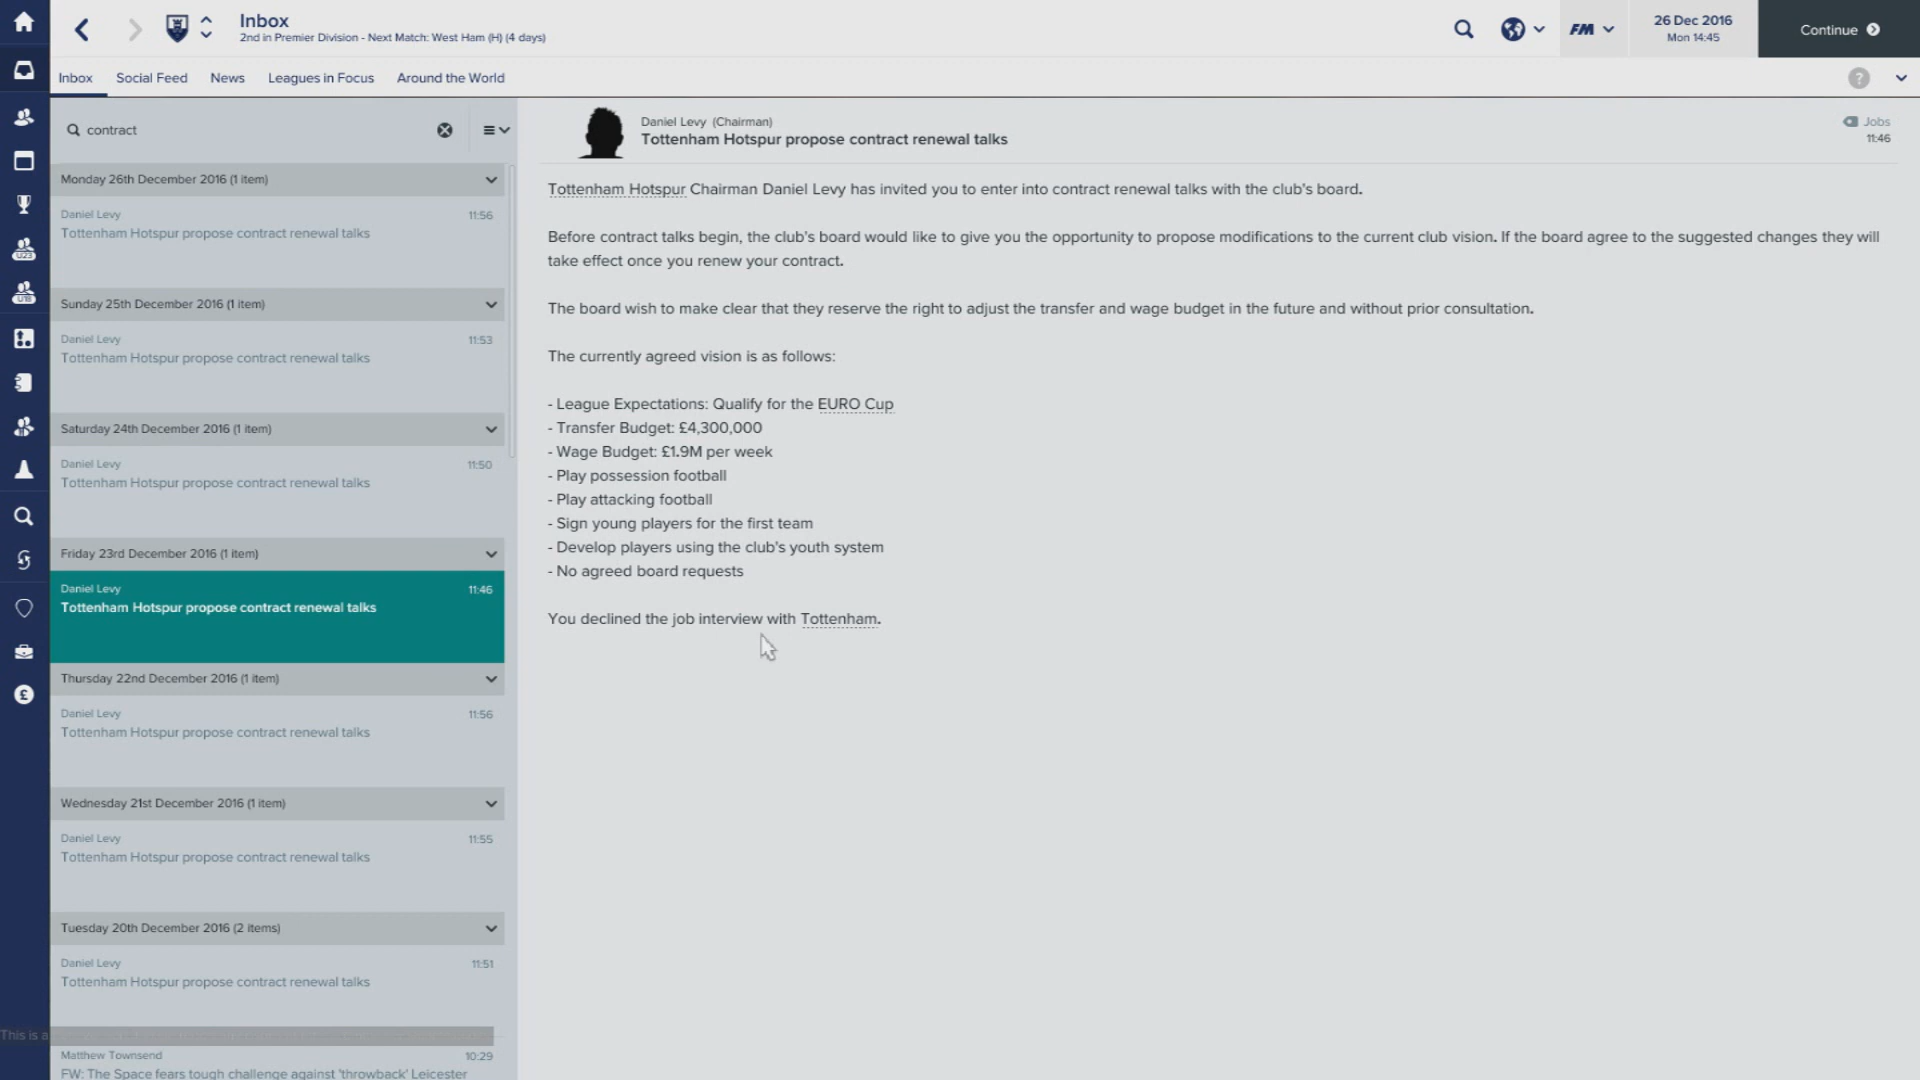 Inbox
2nd in Premier Division - Next Match: West Ham (H) (4 days)
FM
26 Dec 2016
Mon 14:45
Continue
Inbox
Social Feed
News
Leagues in Focus
Around the World
?
contract
Monday 26th December 2016 (1 item)
Daniel Levy
11:56
Tottenham Hotspur propose contract renewal talks
Sunday 25th December 2016 (1 item)
Daniel Levy
11:53
Tottenham Hotspur propose contract renewal talks
Saturday 24th December 2016 (1 item)
Daniel Levy
11:50
Tottenham Hotspur propose contract renewal talks
Friday 23rd December 2016 (1 item)
Daniel Levy
11:46
Tottenham Hotspur propose contract renewal talks
Thursday 22nd December 2016 (1 item)
Daniel Levy
11:56
Tottenham Hotspur propose contract renewal talks
Wednesday 21st December 2016 (1 item)
Daniel Levy
11:55
Tottenham Hotspur propose contract renewal talks
Tuesday 20th December 2016 (2 items)
Daniel Levy
11:51
Tottenham Hotspur propose contract renewal talks
This is a
Matthew Townsend
10:29
FW: The Space fears tough challenge against 'throwback' Leicester
U23
U18
£
Daniel Levy (Chairman)
Tottenham Hotspur propose contract renewal talks
Jobs
11:46
Tottenham Hotspur Chairman Daniel Levy has invited you to enter into contract renewal talks with the club's board.
Before contract talks begin, the club's board would like to give you the opportunity to propose modifications to the current club vision. If the board agree to the suggested changes they will
take effect once you renew your contract.
The board wish to make clear that they reserve the right to adjust the transfer and wage budget in the future and without prior consultation.
The currently agreed vision is as follows:
- League Expectations: Qualify for the EURO Cup
- Transfer Budget: £4,300,000
- Wage Budget: £1.9M per week
- Play possession football
- Play attacking football
- Sign young players for the first team
- Develop players using the club's youth system
- No agreed board requests
You declined the job interview with Tottenham.